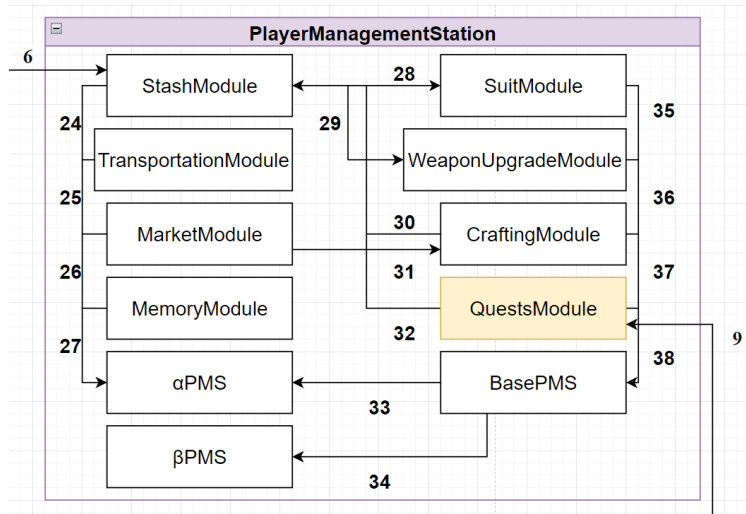 PlayerManagementStation
6
StashModule
28
SuitModule
24
29
35
TransportationModule
WeaponUpgradeModule
25
36
MarketModule
30
CraftingModule
26
31
37
MemoryModule
QuestsModule
27
32
9
38
αPMS
BasePMS
33
βPMS
34